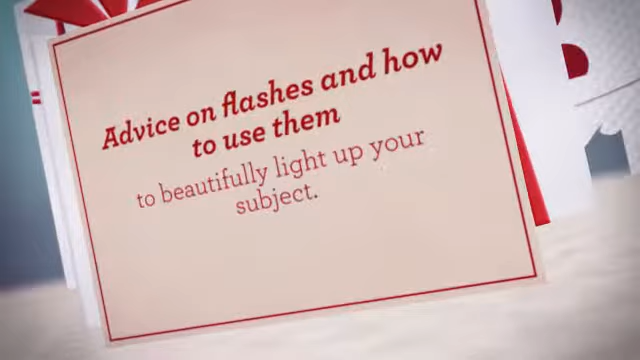 Advice on flashes and how
to use them
to beautifully light up your
subject.